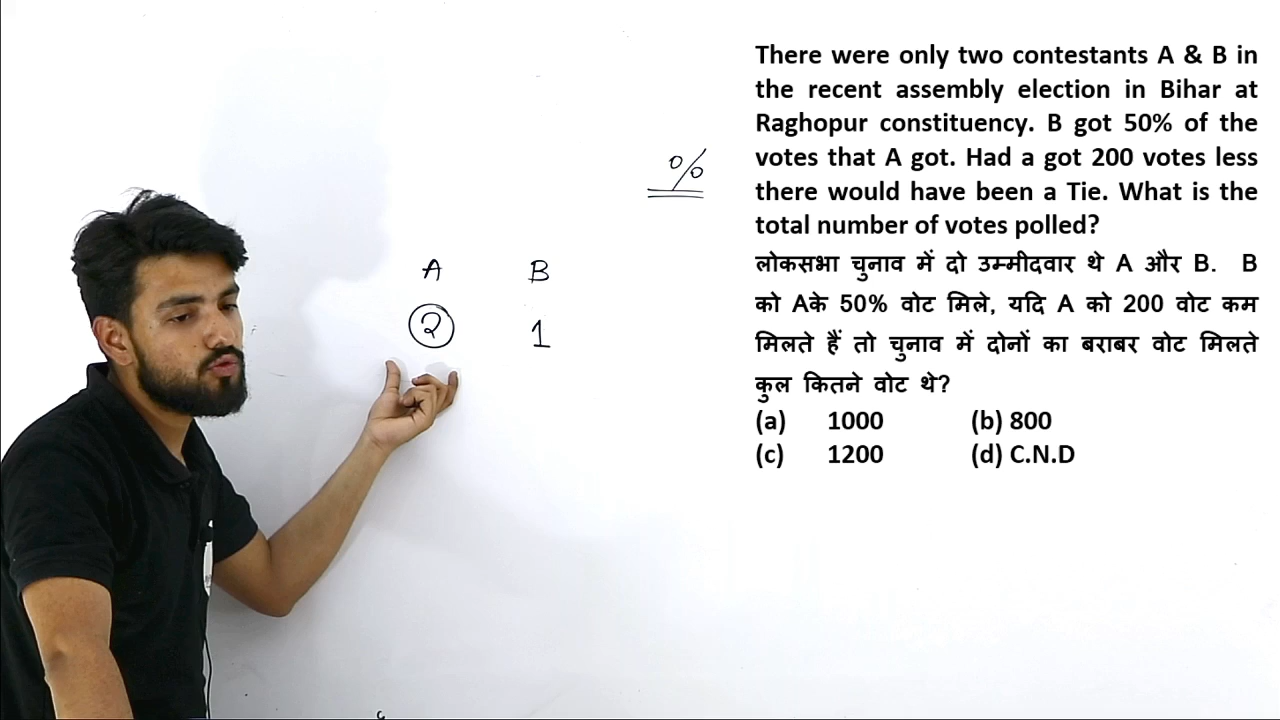 There were only two contestants A & B in
the recent assembly election in Bihar at
Raghopur constituency. B got 50% of the
votes that A got. Had a got 200 votes less
there would have been a Tie. What is the
total number of votes polled?
लोकसभा चुनाव में दो उम्मीदवार थे A और B. B
को Aके 50% वोट मिले, यदि A को 200 वोट कम
मिलते हैं तो चुनाव में दोनों का बराबर वोट मिलते
कुल कितने वोट थे?
(a) 1000 (b) 800
(c) 1200 (d) C.N.D
%
A B
2 1